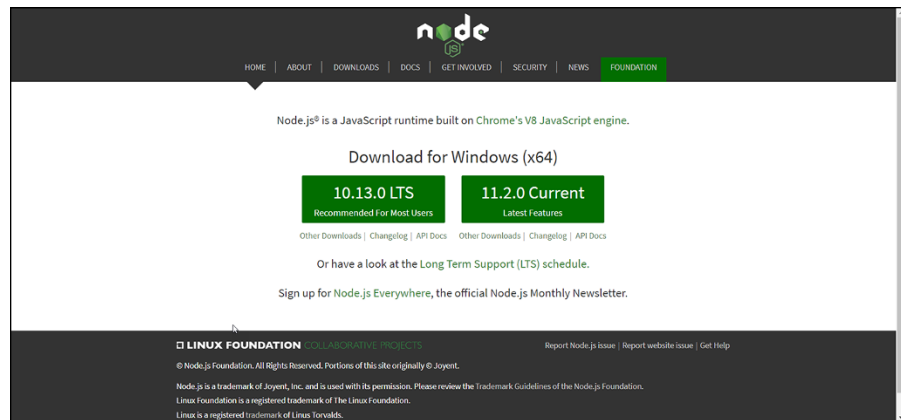 node
JS
HOME | ABOUT | DOWNLOADS | DOCS | GET INVOLVED | SECURITY | NEWS | FOUNDATION
Node.js® is a JavaScript runtime built on Chrome's V8 JavaScript engine.
Download for Windows (x64)
10.13.0 LTS 11.2.0 Current
Recommended For Most Users Latest Features
Other Downloads | Changelog | API Docs Other Downloads | Changelog | API Docs
Or have a look at the Long Term Support (LTS) schedule.
Sign up for Node.js Everywhere, the official Node.js Monthly Newsletter.
LINUX FOUNDATION COLLABORATIVE PROJECTS Report Node.js issue | Report website issue | Get Help
© Node.js Foundation. All Rights Reserved. Portions of this site originally © Joyent.
Node.js is a trademark of Joyent, Inc. and is used with its permission. Please review the Trademark Guidelines of the Node.js Foundation.
Linux Foundation is a registered trademark of The Linux Foundation.
Linux is a registered trademark of Linus Torvalds.